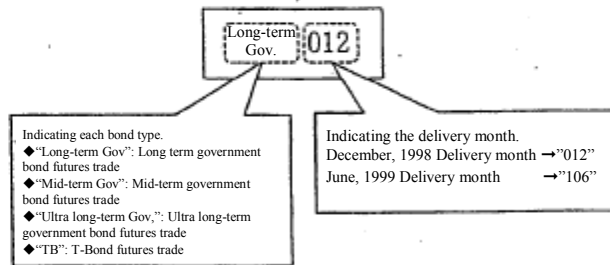 Long-term
Gov.
012
Indicating each bond type.
◆“Long-term Gov”: Long term government
bond futures trade
◆“Mid-term Gov”: Mid-term government
bond futures trade
◆“Ultra long-term Gov,”: Ultra long-term
government bond futures trade
◆“TB”: T-Bond futures trade
Indicating the delivery month.
December, 1998 Delivery month →”012”
June, 1999 Delivery month →”106”